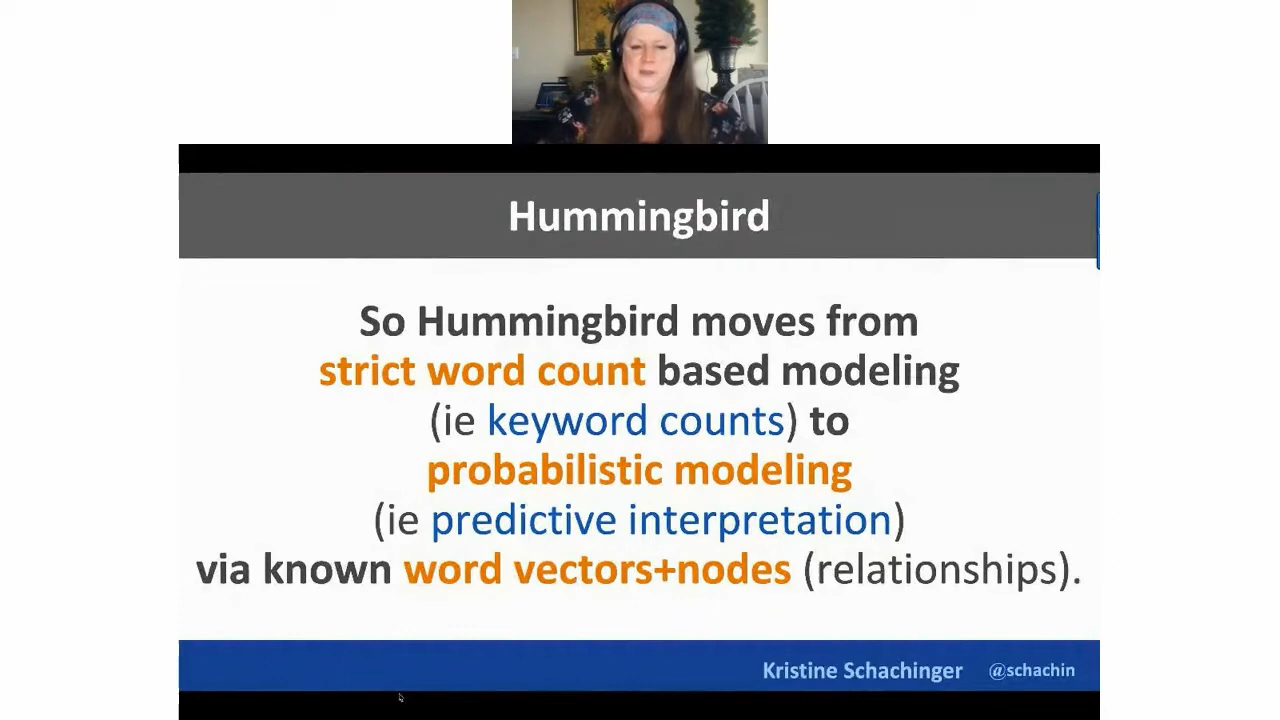 Hummingbird
So Hummingbird moves from
strict word count based modeling
(ie keyword counts) to
probabilistic modeling
(ie predictive interpretation)
via known word vectors+nodes (relationships).
Kristine Schachinger @schachin